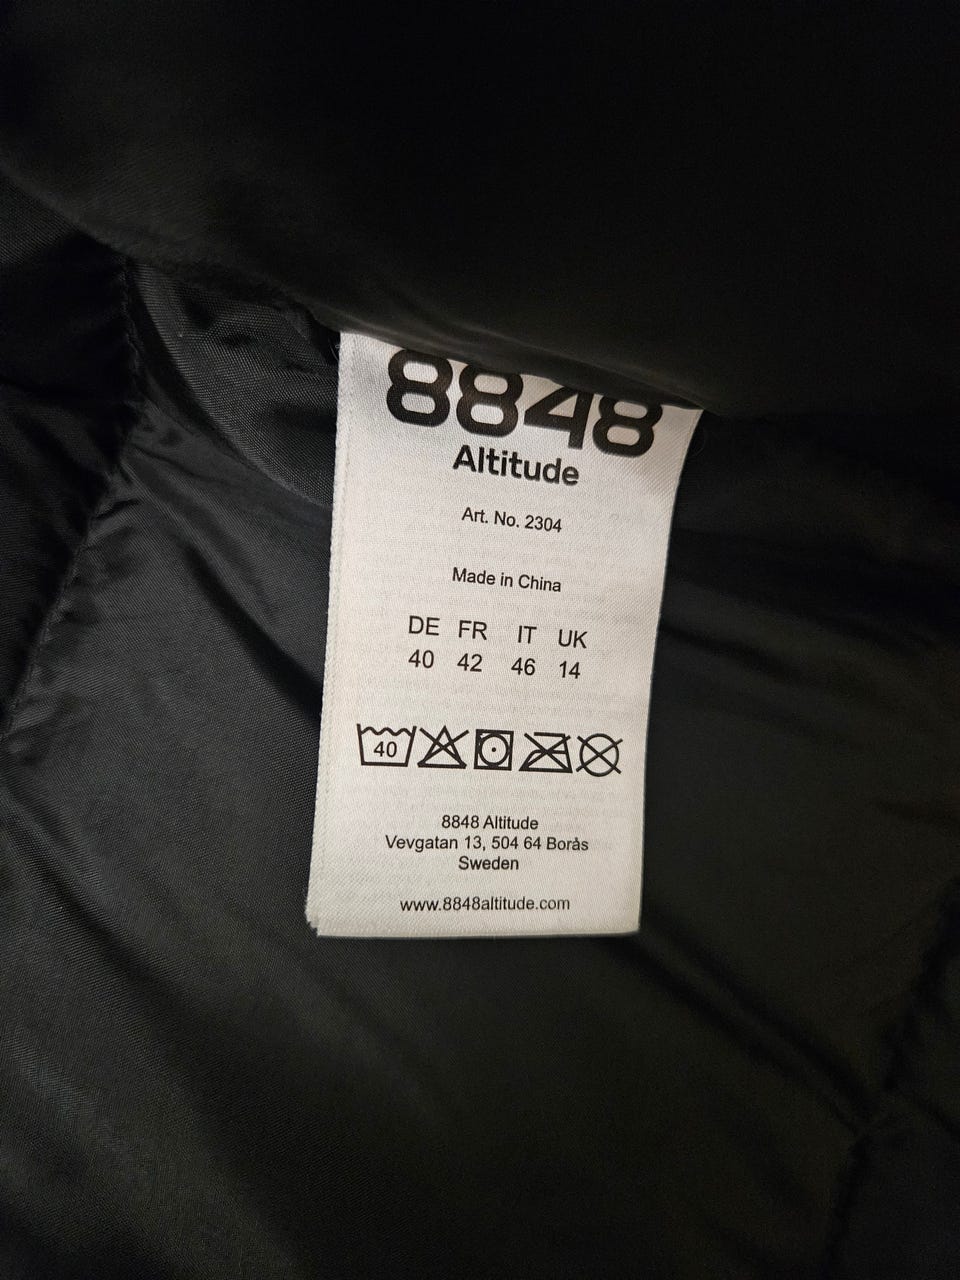 8848
Altitude
Art. No. 2304
Made in China
DE FR IT UK
40 42 46 14
40
8848 Altitude
Vevgatan 13, 504 64 Borås
Sweden
www.8848altitude.com